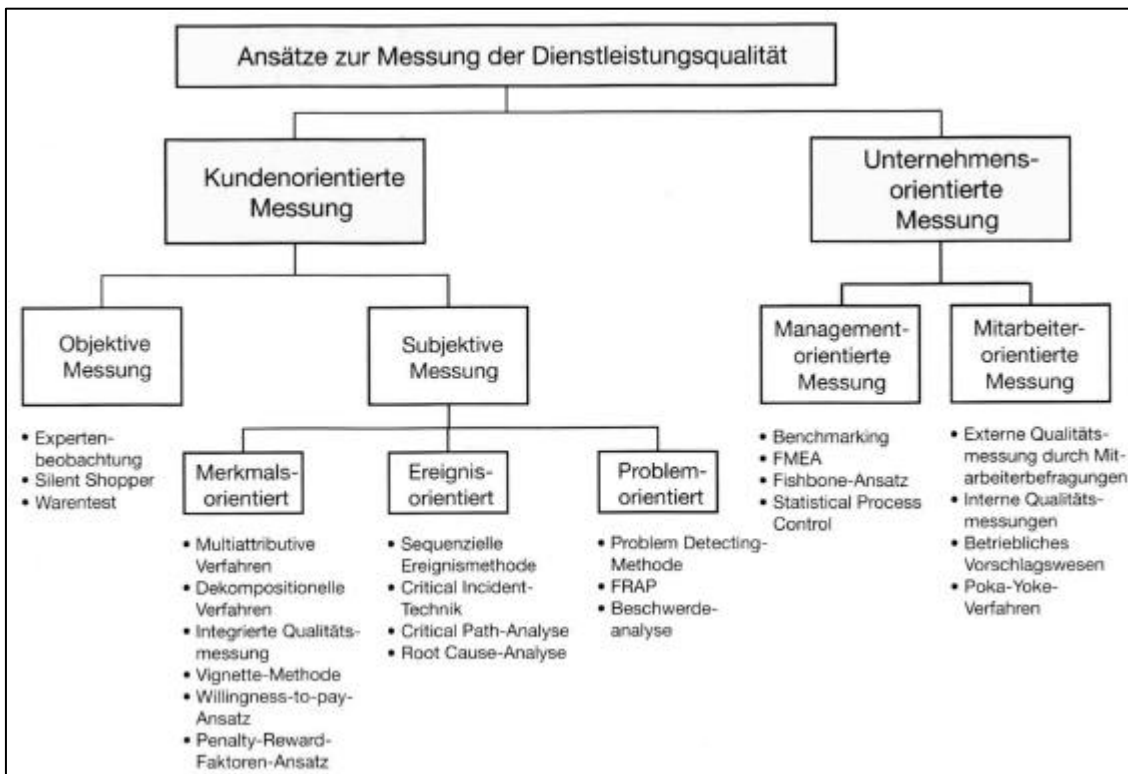 Ansätze zur Messung der Dienstleistungsqualität
Kundenorientierte
Messung
Unternehmens-
orientierte
Messung
Objektive
Messung
Subjektive
Messung
Management-
orientierte
Messung
Mitarbeiter-
orientierte
Messung
• Experten-
beobachtung
• Silent Shopper
• Warentest
Merkmals-
orientiert
Ereignis-
orientiert
Problem-
orientiert
• Benchmarking
• FMEA
• Fishbone-Ansatz
• Statistical Process
Control
• Externe Qualitäts-
messung durch Mit-
arbeiterbefragungen
• Interne Qualitäts-
messungen
• Betriebliches
Vorschlagswesen
• Poka-Yoke-
Verfahren
• Multiattributive
Verfahren
• Dekompositionelle
Verfahren
• Integrierte Qualitäts-
messung
• Vignette-Methode
• Willingness-to-pay-
Ansatz
• Penalty-Reward-
Faktoren-Ansatz
• Sequenzielle
Ereignismethode
• Critical Incident-
Technik
• Critical Path-Analyse
• Root Cause-Analyse
• Problem Detecting-
Methode
• FRAP
• Beschwerde-
analyse